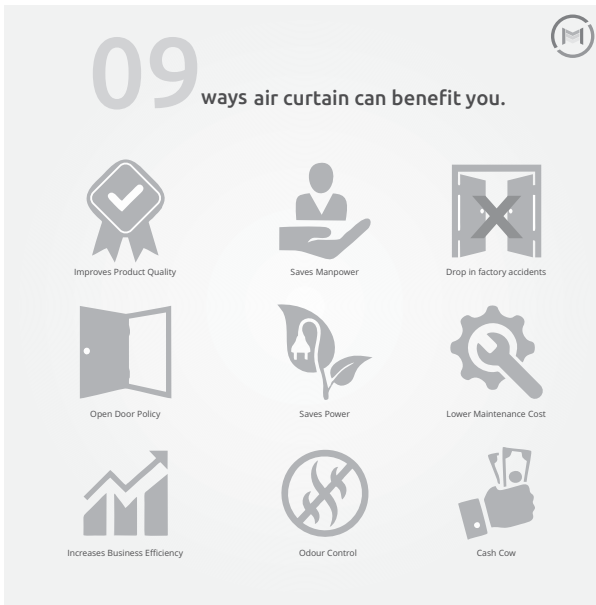 09
ways air curtain can benefit you.
Improves Product Quality
Saves Manpower
Drop in factory accidents
Open Door Policy
Saves Power
Lower Maintenance Cost
Increases Business Efficiency
Odour Control
Cash Cow